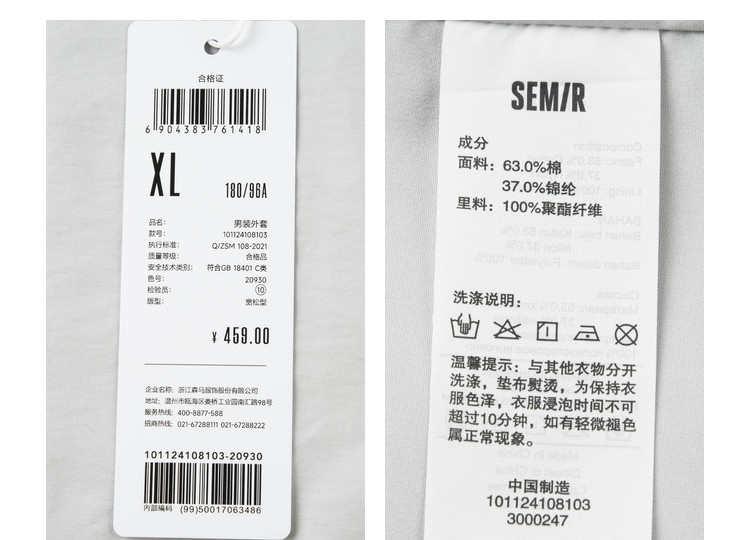 合格证
6 904383 761418
XL
180/96A
品名: 男装外套
款号: 101124108103
执行标准: Q/ZSM 108-2021
质量等级: 合格品
安全技术类别: 符合GB 18401 C类
色号: 20930
检验员: 10
版型: 宽松型
¥ 459.00
企业名称: 浙江森马服饰股份有限公司
地址: 温州市瓯海区娄桥工业园南汇路98号
服务热线: 400-8877-588
招商热线: 021-67288111 021-67288222
101124108103-20930
内部编码 (99)50017063486
SEMIR
成分
面料: 63.0%棉
37.0%锦纶
里料: 100%聚酯纤维
洗涤说明:
温馨提示: 与其他衣物分开
洗涤，垫布熨烫，为保持衣
服色泽，衣服浸泡时间不可
超过10分钟，如有轻微褪色
属正常现象。
中国制造
101124108103
3000247